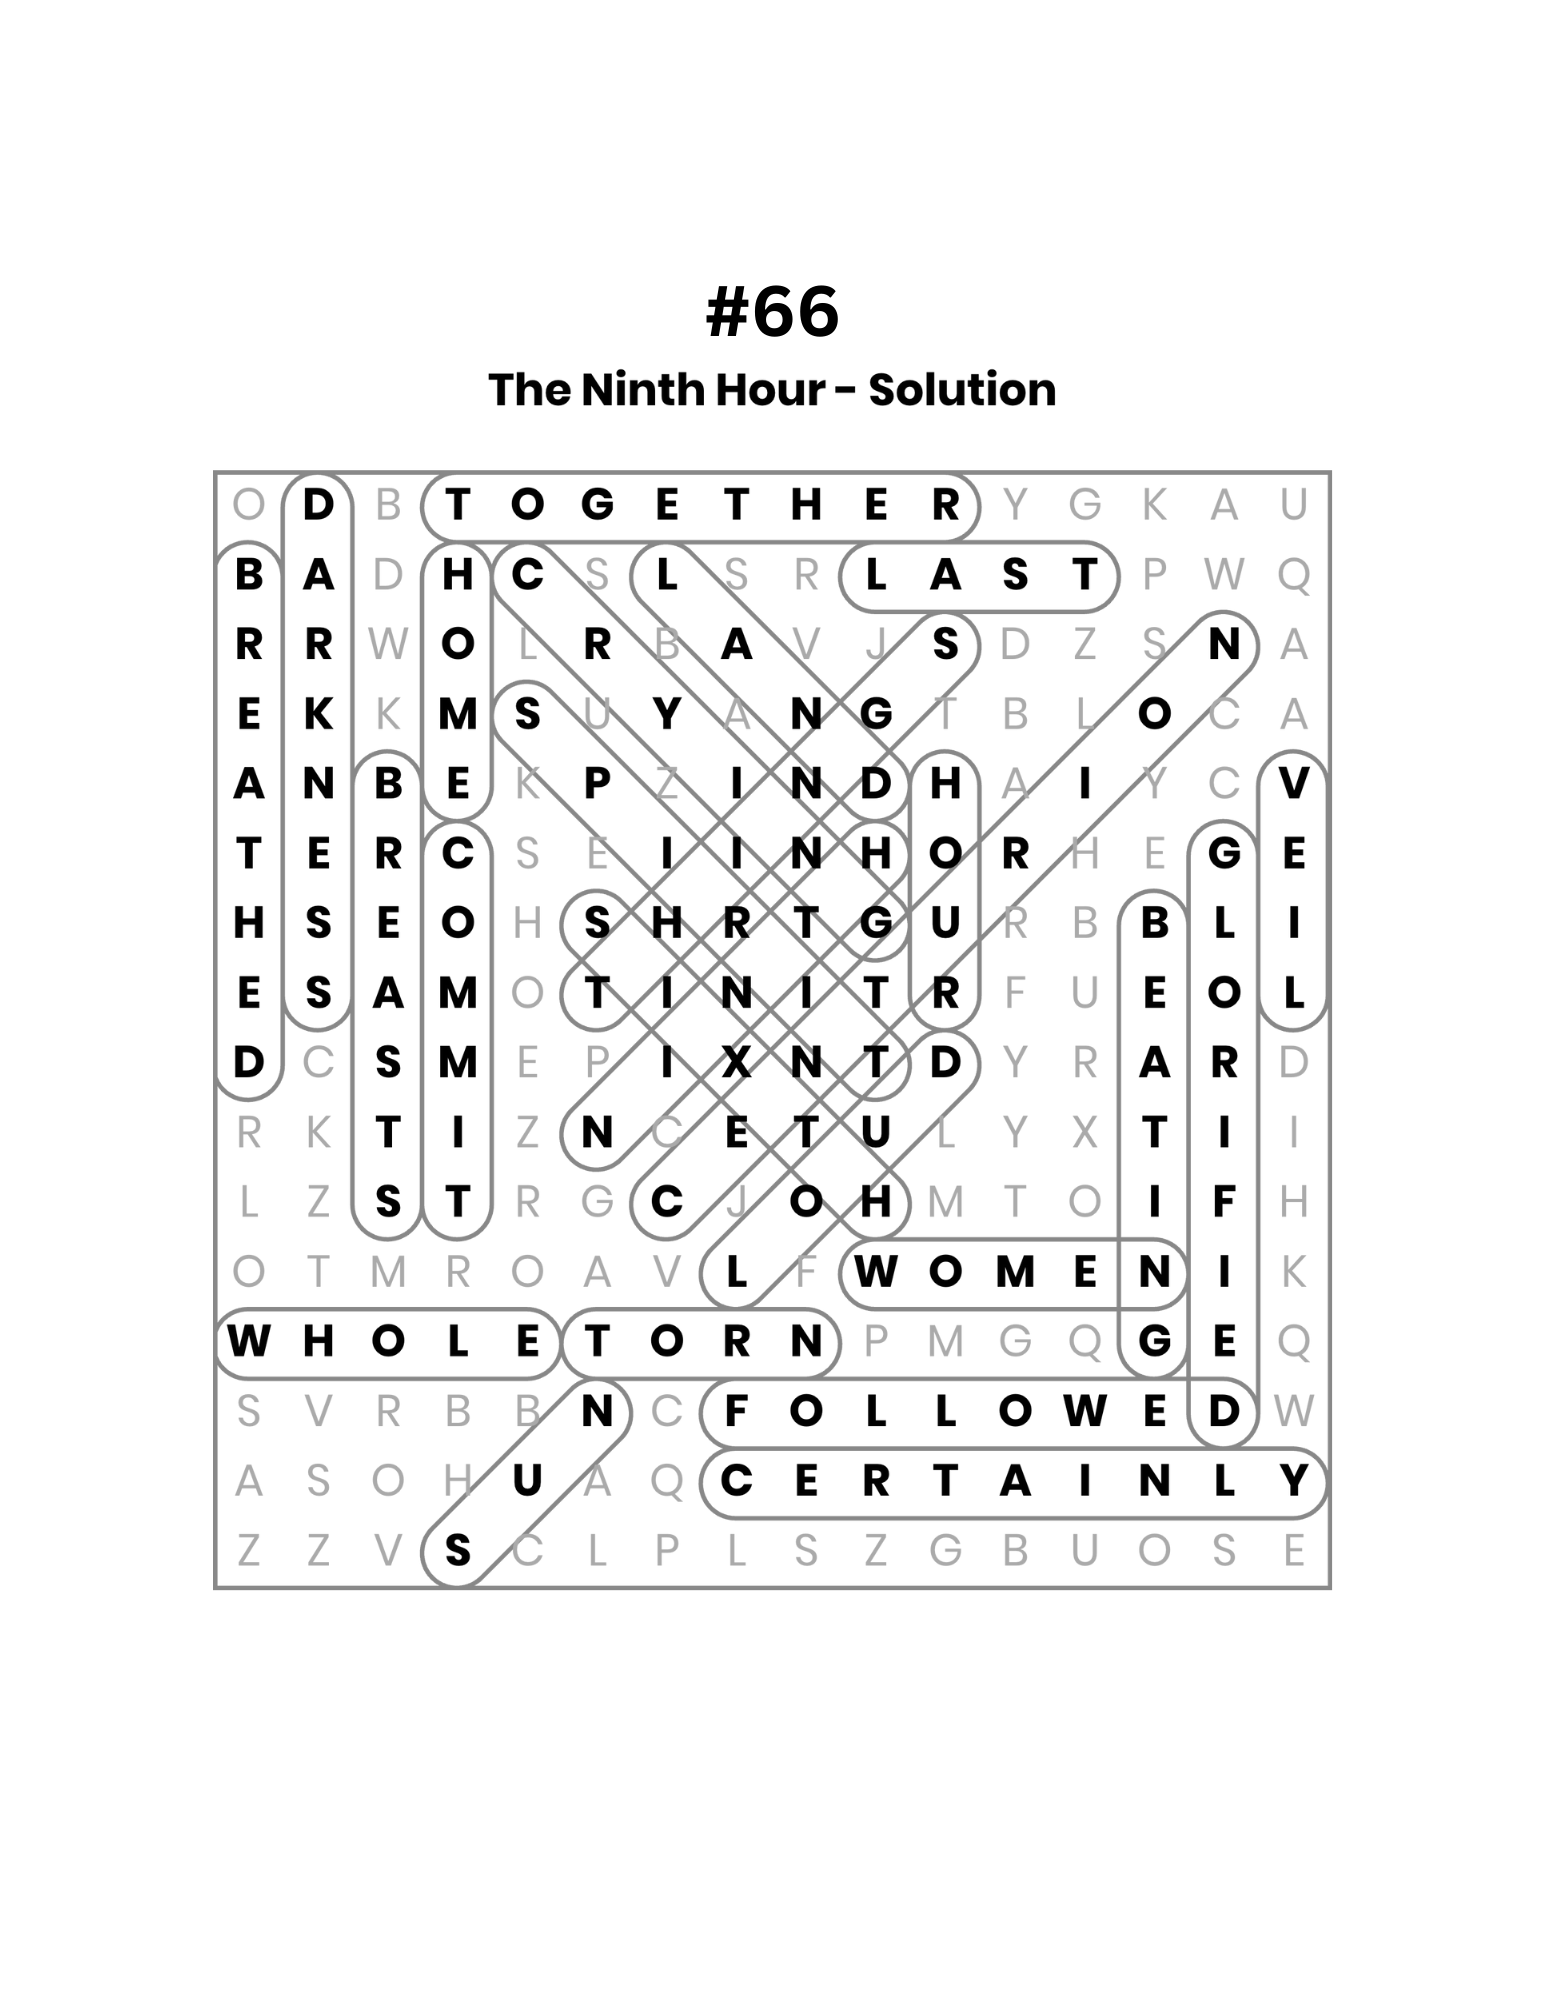 #66
The Ninth Hour - Solution
O D B T O G E T H E R Y G K A U
B A D H C S L S R L A S T P W Q
R R W O L R B A V J S D Z S N A
E K K M S U Y A N G T B L O C A
A N B E K P Z I N D H A I Y C V
T E R C S E I I N H O R H E G E
H S E O H S H R T G U R B B L I
E S A M O T I N I T R F U E O L
D C S M E P I X N T D Y R A R D
R K T I Z N C E T U L Y X T I I
L Z S T R G C J O H M T O I F H
O T M R O A V L F W O M E N I K
W H O L E T O R N P M G Q G E Q
S V R B B N C F O L L O W E D W
A S O H U A Q C E R T A I N L Y
Z Z V S C L P L S Z G B U O S E